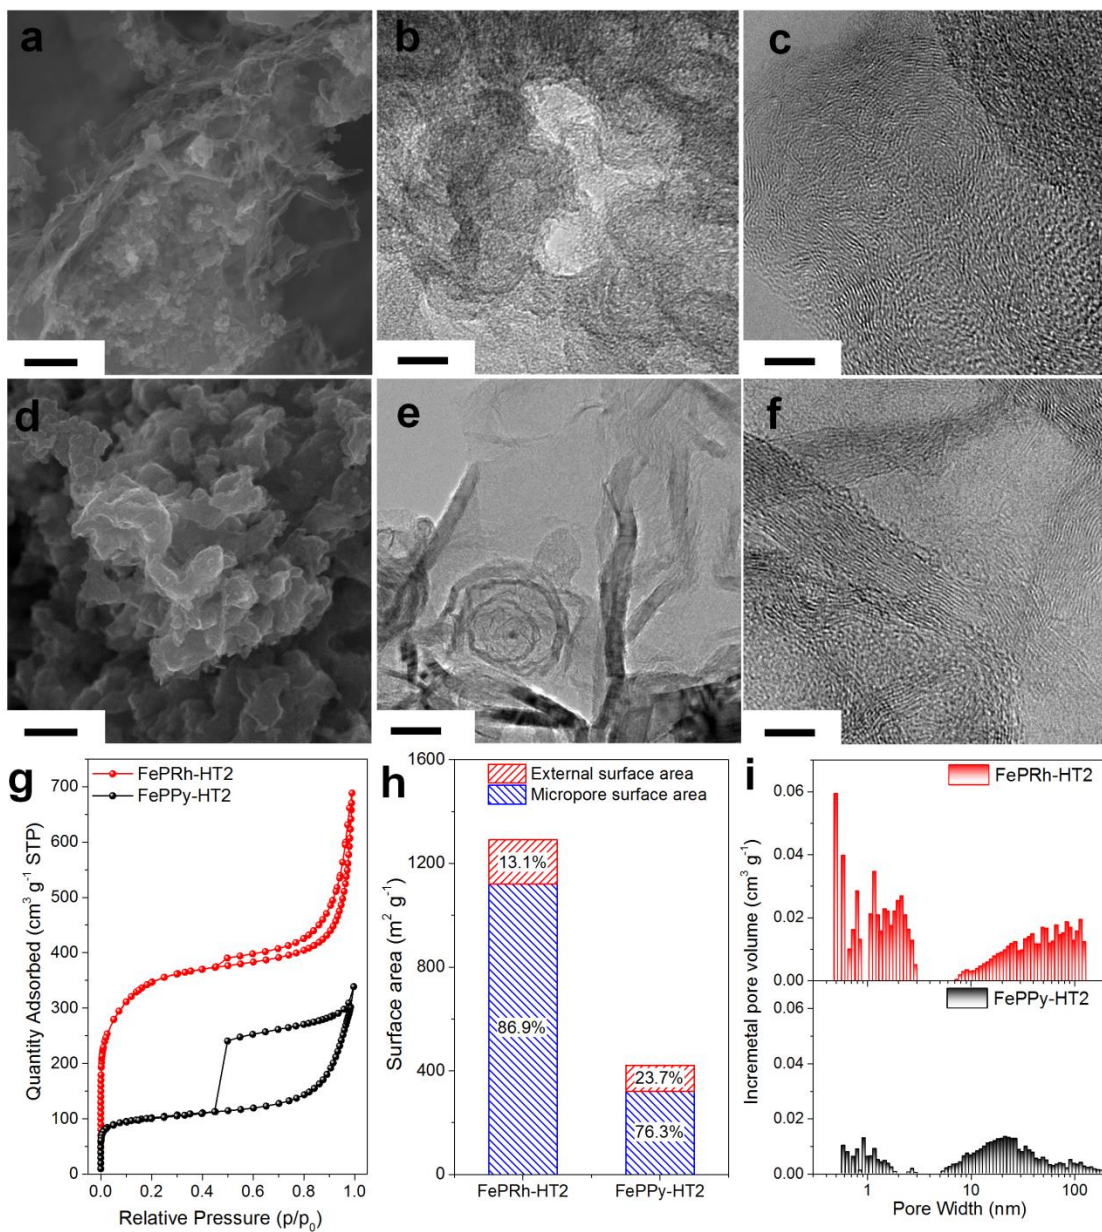 a
b
c
d
e
f
g
FePRh-HT2
FePPy-HT2
700
600
500
400
300
200
100
0
Quantity Adsorbed (cm³ g⁻¹ STP)
0.0 0.2 0.4 0.6 0.8 1.0
Relative Pressure (p/p₀)
h
External surface area
Micropore surface area
1600
1200
800
400
0
Surface area (m² g⁻¹)
13.1%
86.9%
23.7%
76.3%
FePRh-HT2 FePPy-HT2
i
FePRh-HT2
0.06
0.04
0.02
0.00
FePPy-HT2
0.06
0.04
0.02
0.00
Incremetal pore volume (cm³ g⁻¹)
1 10 100
Pore Width (nm)